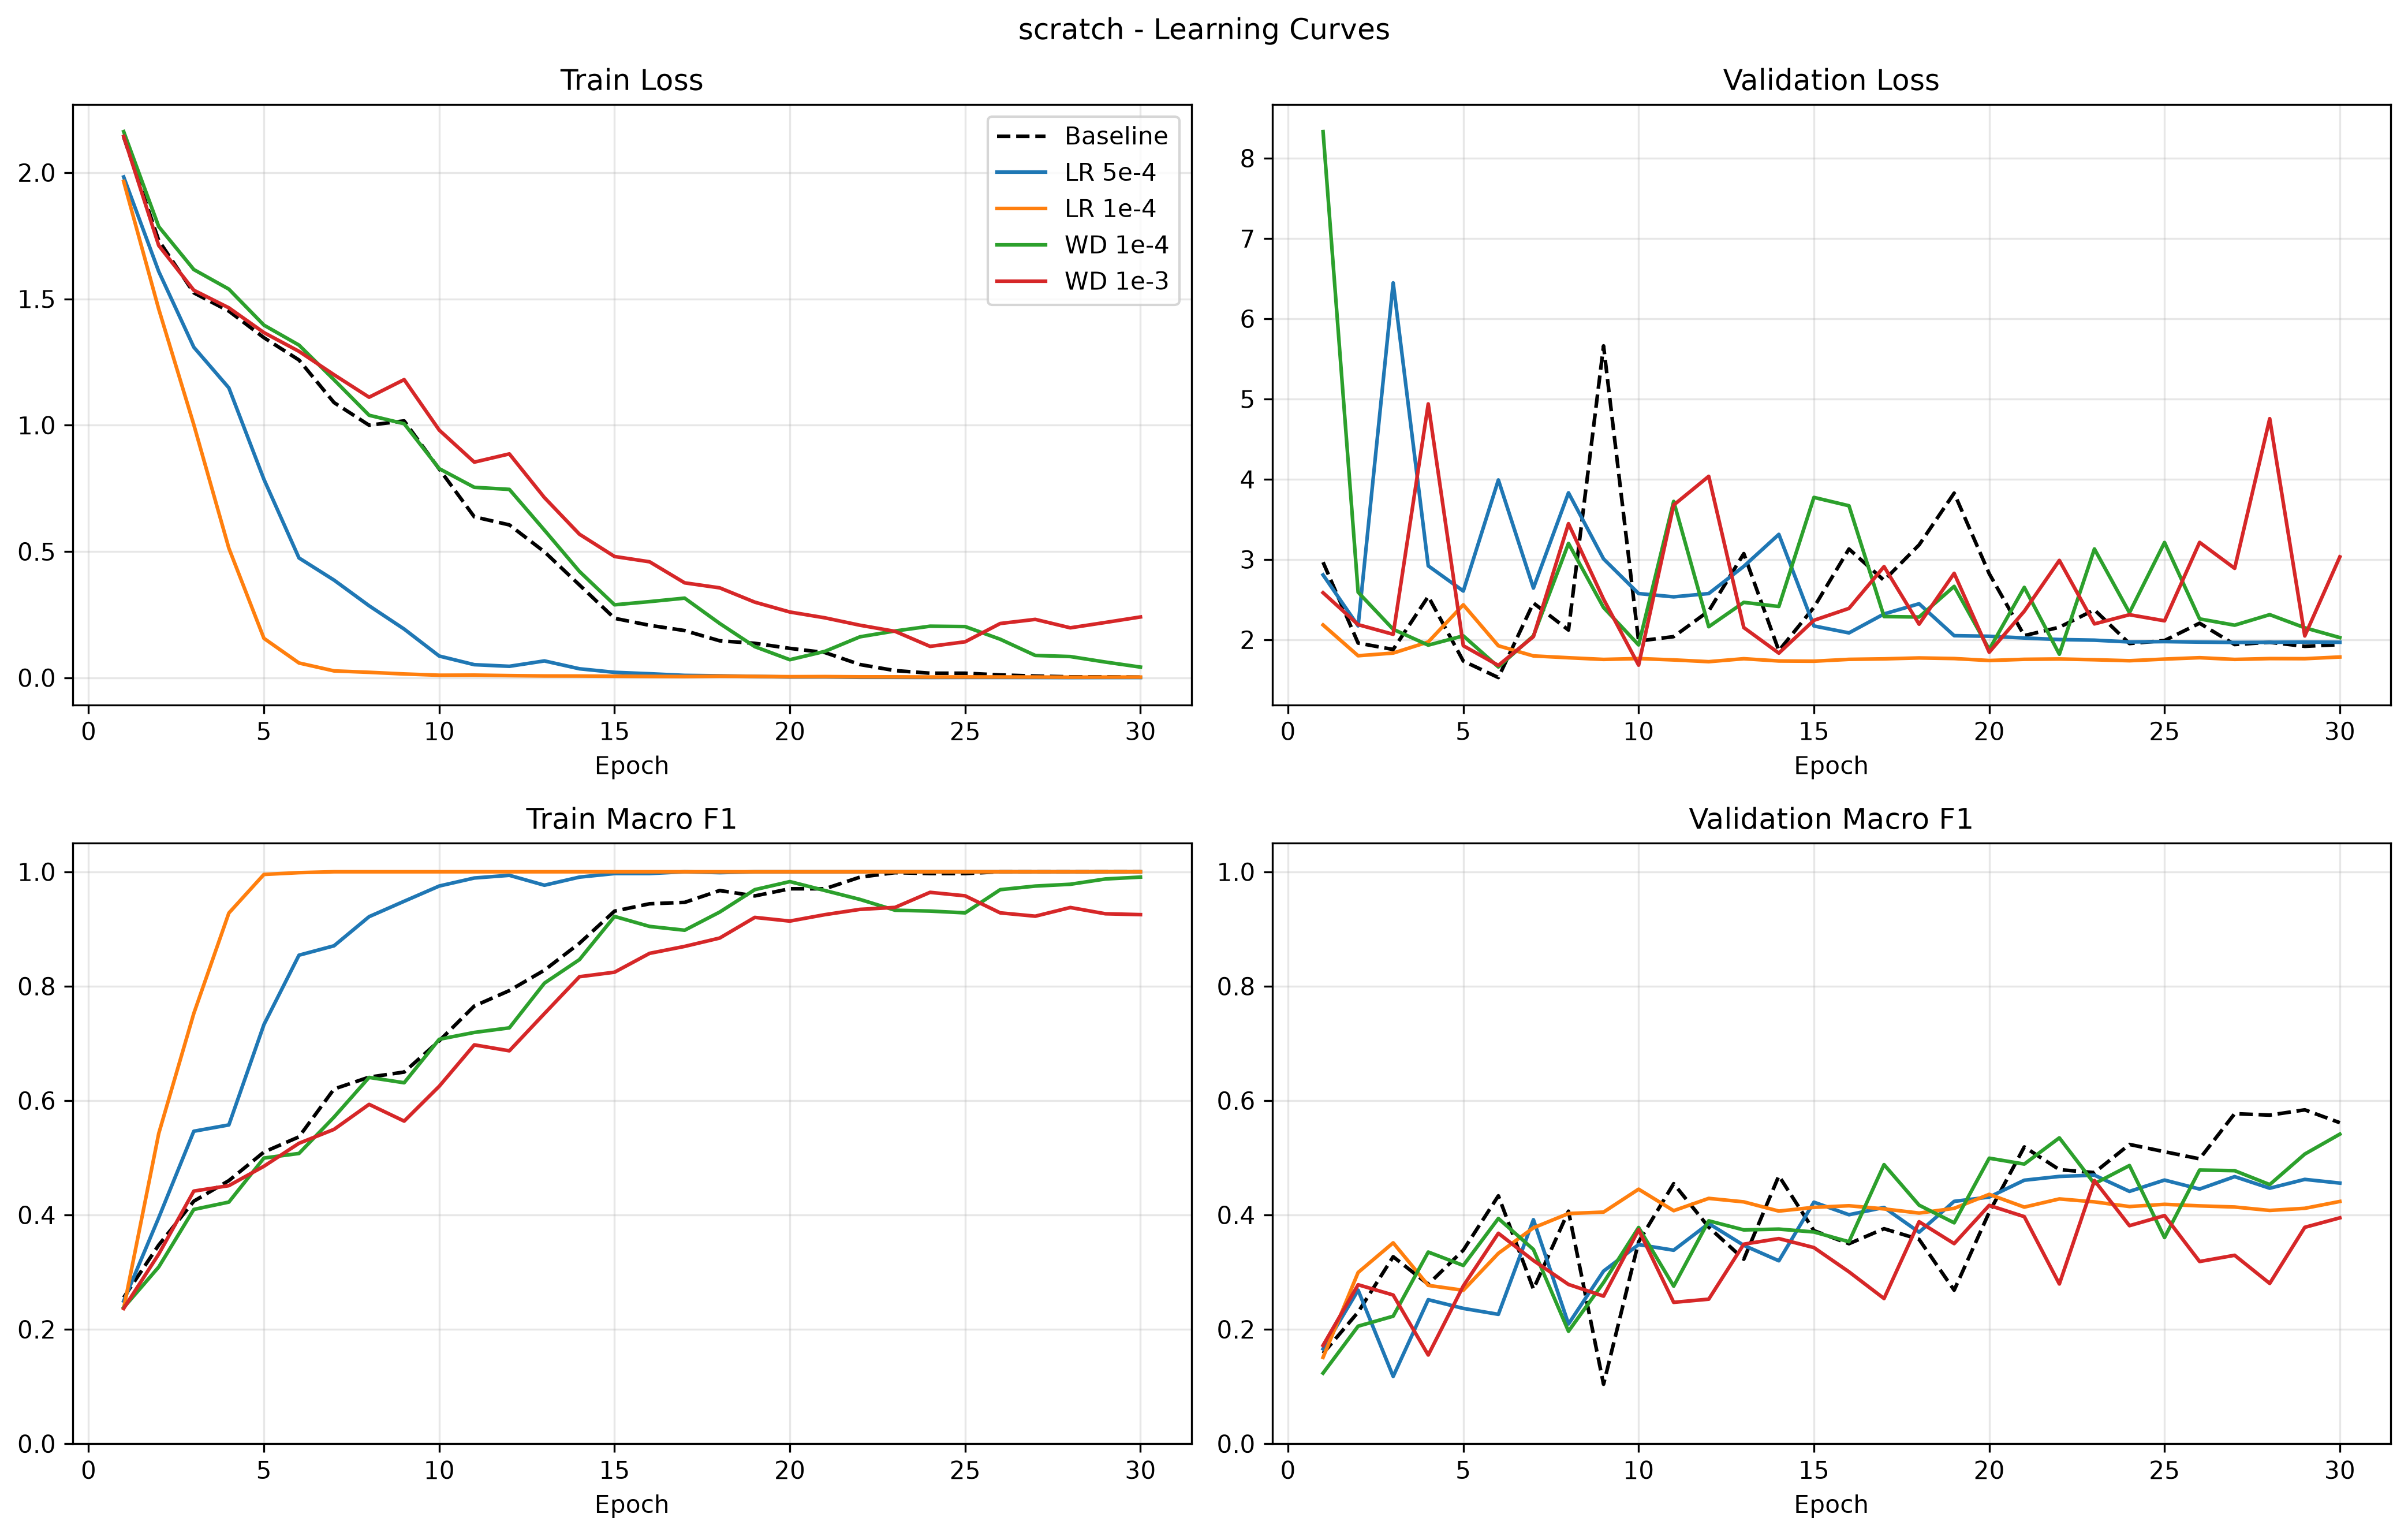 scratch - Learning Curves
Train Loss
Baseline
LR 5e-4
LR 1e-4
WD 1e-4
WD 1e-3
2.0
1.5
1.0
0.5
0.0
0 5 10 15 20 25 30
Epoch
Validation Loss
8
7
6
5
4
3
2
0 5 10 15 20 25 30
Epoch
Train Macro F1
1.0
0.8
0.6
0.4
0.2
0.0
0 5 10 15 20 25 30
Epoch
Validation Macro F1
1.0
0.8
0.6
0.4
0.2
0.0
0 5 10 15 20 25 30
Epoch